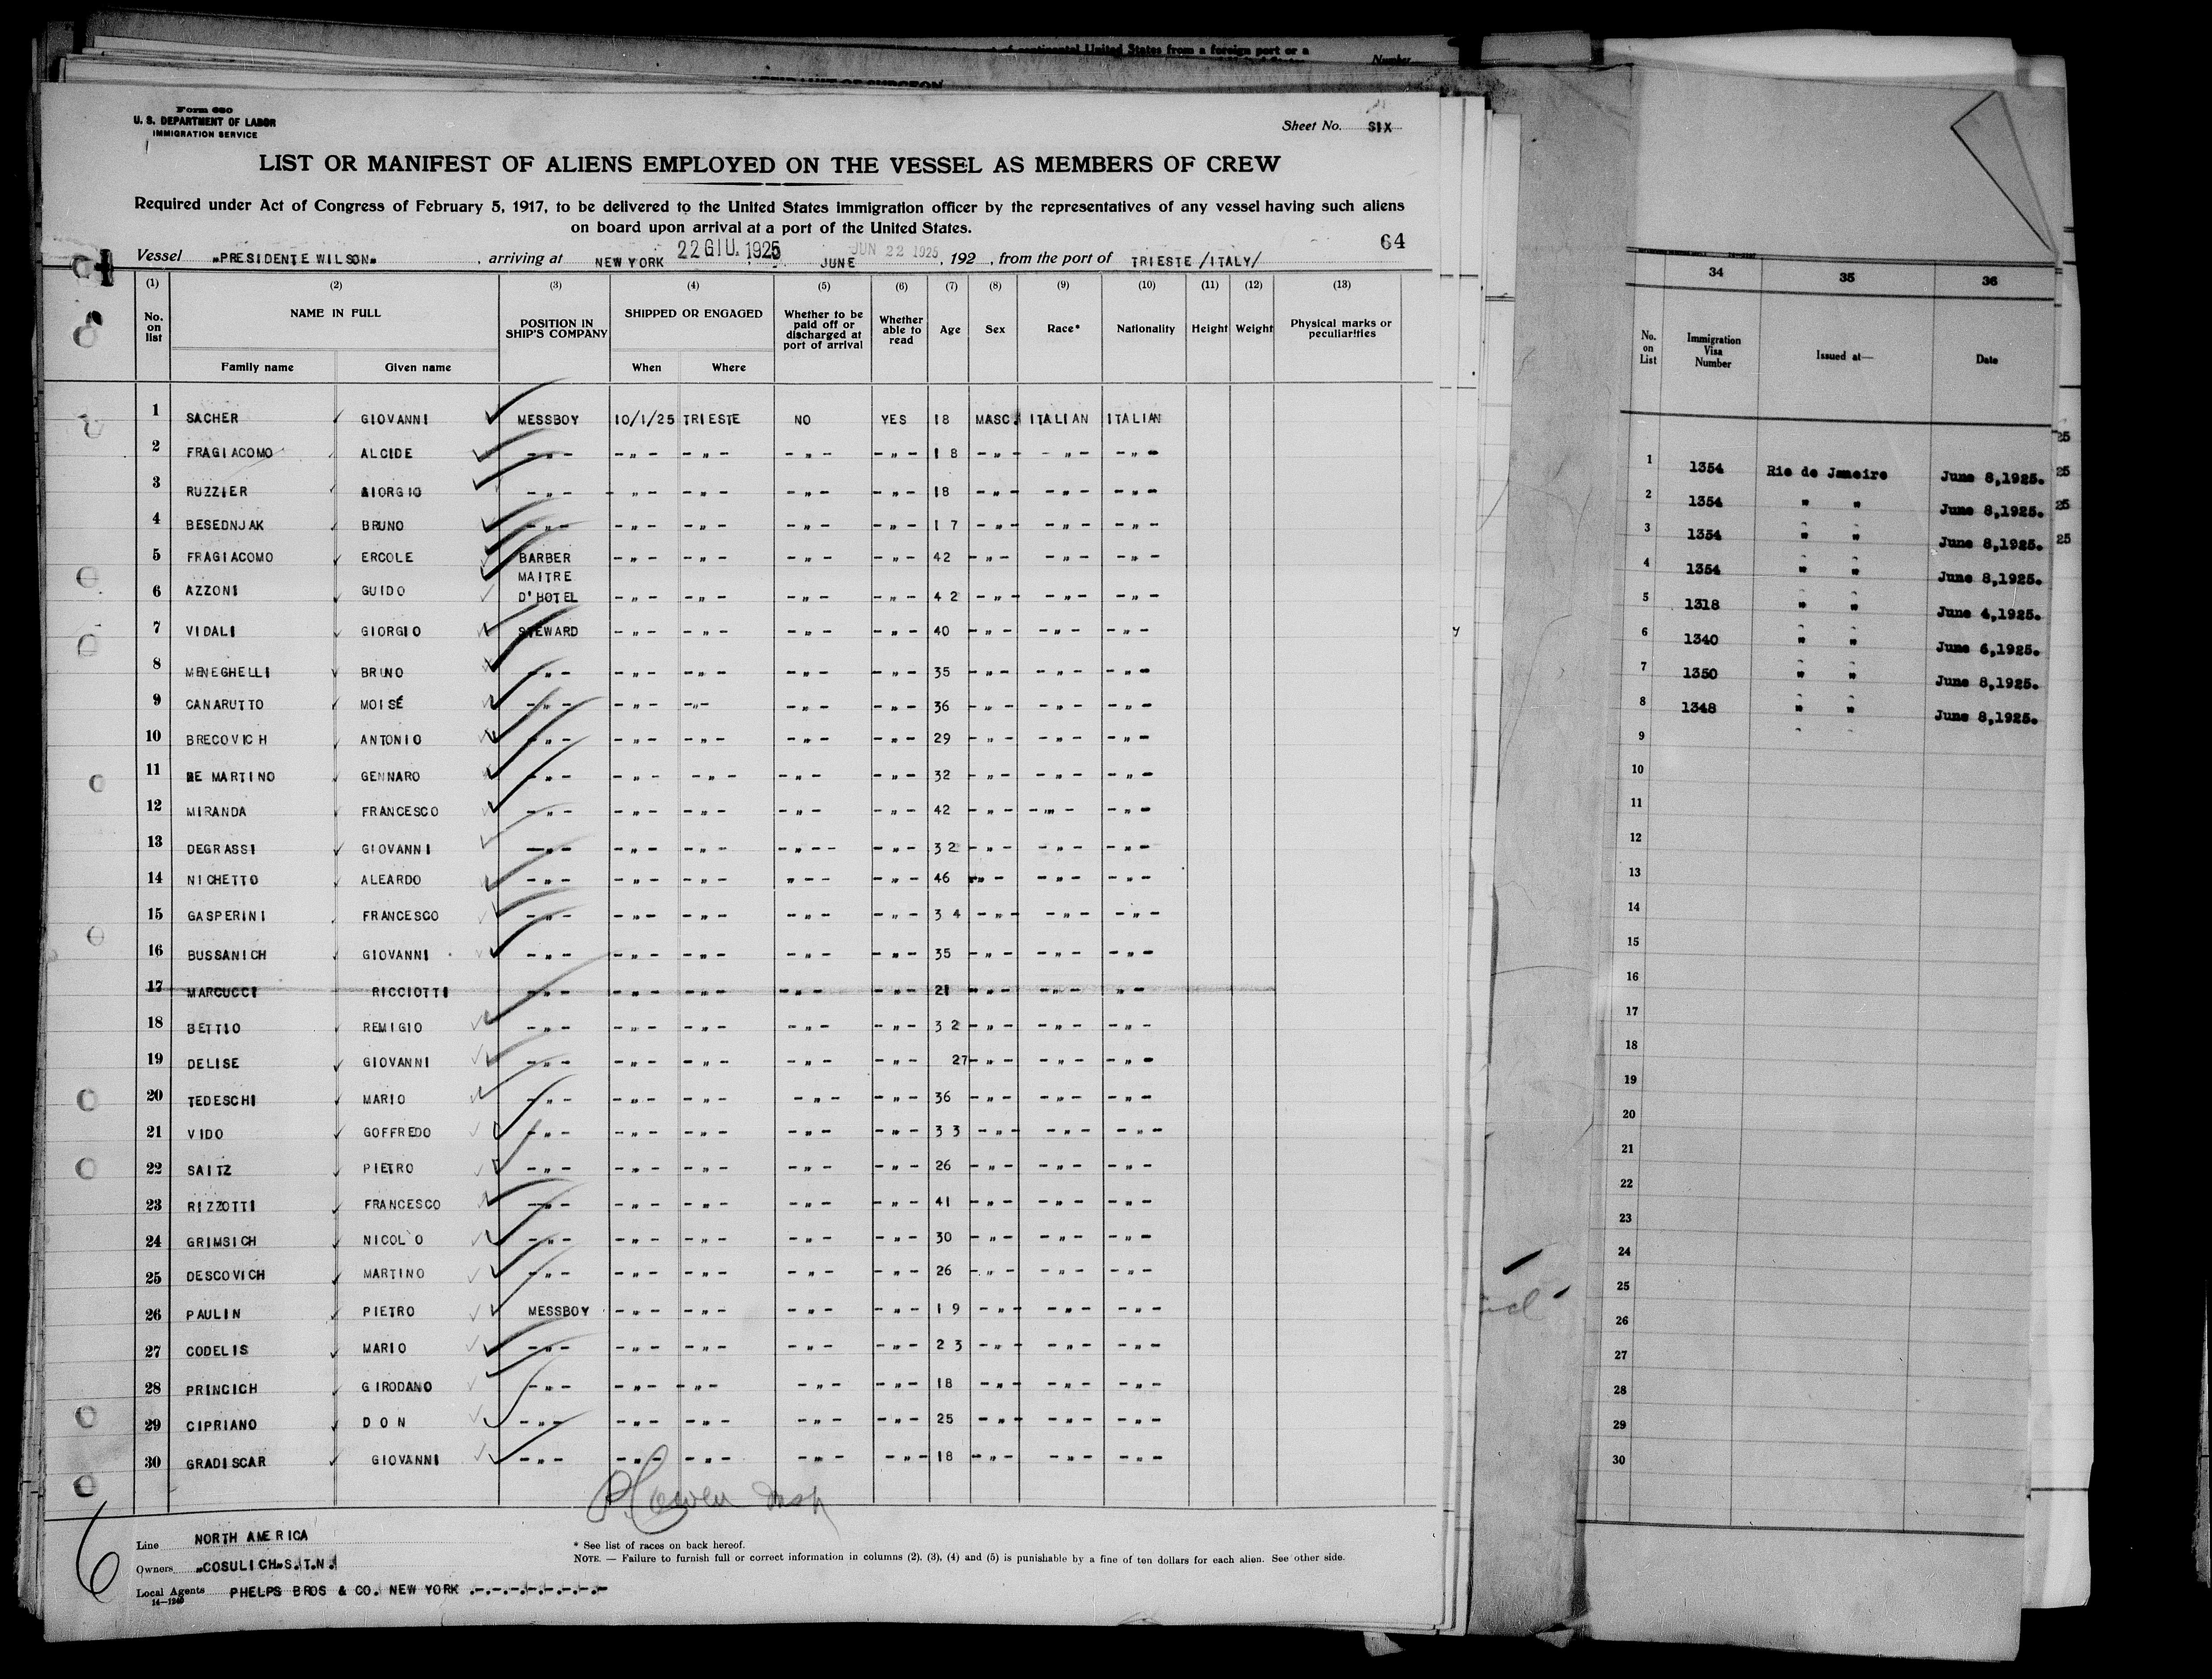 of continental United States from a foreign port or a
Number
Form 680
U. S. DEPARTMENT OF LABOR
IMMIGRATION SERVICE
Sheet No. SIX
LIST OR MANIFEST OF ALIENS EMPLOYED ON THE VESSEL AS MEMBERS OF CREW
Required under Act of Congress of February 5, 1917, to be delivered to the United States immigration officer by the representatives of any vessel having such aliens
on board upon arrival at a port of the United States.
64
Vessel "PRESIDENTE WILSON", arriving at NEW YORK 22 GIU. 1925 JUNE JUN 22 1925, 192 , from the port of TRIESTE /ITALY/
(1) (2) (3) (4) (5) (6) (7) (8) (9) (10) (11) (12) (13)
No. on list NAME IN FULL POSITION IN SHIP'S COMPANY SHIPPED OR ENGAGED Whether to be paid off or discharged at port of arrival Whether able to read Age Sex Race* Nationality Height Weight Physical marks or peculiarities
Family name Given name When Where
1 SACHER GIOVANNI MESSBOY 10/1/25 TRIESTE NO YES 18 MASC. ITALIAN ITALIAN
2 FRAGIACOMO ALCIDE -"- -"- -"- -"- -"- 18 -"- -"- -"-
3 RUZZIER GIORGIO -"- -"- -"- -"- -"- 18 -"- -"- -"-
4 BESEDNJAK BRUNO -"- -"- -"- -"- -"- 17 -"- -"- -"-
5 FRAGIACOMO ERCOLE BARBER -"- -"- -"- -"- 42 -"- -"- -"-
6 AZZONI GUIDO MAITRE D'HOTEL -"- -"- -"- -"- 42 -"- -"- -"-
7 VIDALI GIORGIO STEWARD -"- -"- -"- -"- 40 -"- -"- -"-
8 MENEGHELLI BRUNO -"- -"- -"- -"- -"- 35 -"- -"- -"-
9 CANARUTTO MOISÉ -"- -"- -"- -"- -"- 36 -"- -"- -"-
10 BRECOVICH ANTONIO -"- -"- -"- -"- -"- 29 -"- -"- -"-
11 DE MARTINO GENNARO -"- -"- -"- -"- -"- 32 -"- -"- -"-
12 MIRANDA FRANCESCO -"- -"- -"- -"- -"- 42 -"- -"- -"-
13 DEGRASSI GIOVANNI -"- -"- -"- -"-- -"- 32 -"- -"- -"-
14 NICHETTO ALEARDO -"- -"- -"- "-- -"- 46 -"- -"- -"-
15 GASPERINI FRANCESCO -"- -"- -"- -"- -"- 34 -"- -"- -"-
16 BUSSANICH GIOVANNI -"- -"- -"- -"- -"- 35 -"- -"- -"-
17 MARCUCCI RICCIOTTI -"- -"- -"- -"- -"- 21 -"- -"- "-
18 BETTIO REMIGIO -"- -"- -"- -"- -"- 32 -"- -"- -"-
19 DELISE GIOVANNI -"- -"- -"- -"- -"- 27 -"- -"- -"-
20 TEDESCHI MARIO -"- -"- -"- -"- -"- 36 -"- -"- -"-
21 VIDO GOFFREDO -"- -"- -"- -"- -"- 33 -"- -"- -"-
22 SAITZ PIETRO -"- -"- -"- -"- -"- 26 -"- -"- -"-
23 RIZZOTTI FRANCESCO -"- -"- -"- -"- -"- 41 -"- -"- -"-
24 GRIMSICH NICOL`O -"- -"- -"- -"- -"- 30 -"- -"- -"-
25 DESCOVICH MARTINO -"- -"- -"- -"- -"- 26 -"- -"- -"-
26 PAULIN PIETRO MESSBOY -"- -"- -"- -"- 19 -"- -"- -"-
27 CODELIS MARIO -"- -"- -"- -"- -"- 23 -"- -"- -"-
28 PRINCICH GIRODANO -"- -"- -"- -"- -"- 18 -"- -"- -"-
29 CIPRIANO DON -"- -"- -"- -"- -"- 25 -"- -"- -"-
30 GRADISCAR GIOVANNI -"- -"- -"- -"- -"- 18 -"- -"- -"-
Insp
6
Line NORTH AMERICA
Owners "COSULICH" S.T.N.
Local Agents PHELPS BROS & CO. NEW YORK .-.-.-.-.-.-.-
14—1240
* See list of races on back hereof.
NOTE. — Failure to furnish full or correct information in columns (2), (3), (4) and (5) is punishable by a fine of ten dollars for each alien. See other side.
34 35 36
No. on List Immigration Visa Number Issued at— Date
1 1354 Rio de Janeiro June 8,1925.
2 1354 " " June 8,1925.
3 1354 " " June 8,1925.
4 1354 " " June 8,1925.
5 1318 " " June 4,1925.
6 1340 " " June 6,1925.
7 1350 " " June 8,1925.
8 1348 " " June 8,1925.
9
10
11
12
13
14
15
16
17
18
19
20
21
22
23
24
25
26
27
28
29
30
25
25
25
25